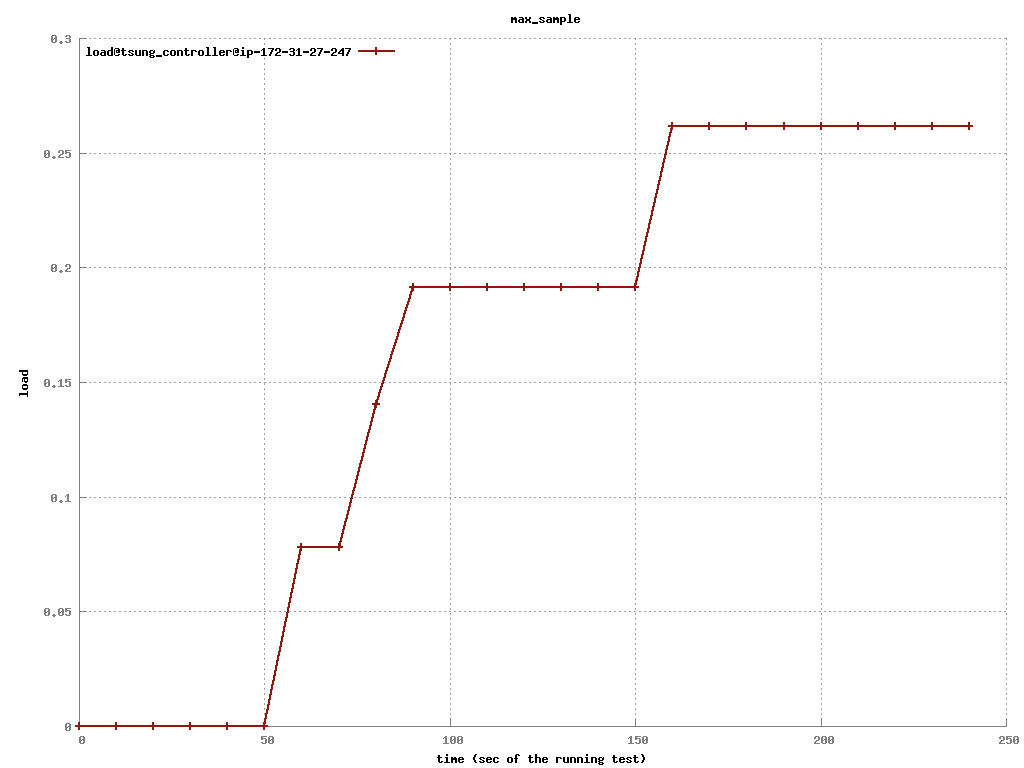 max_sample
load@tsung_controller@ip-172-31-27-247
0.3
0.25
0.2
0.15
0.1
0.05
0
load
0 50 100 150 200 250
time (sec of the running test)